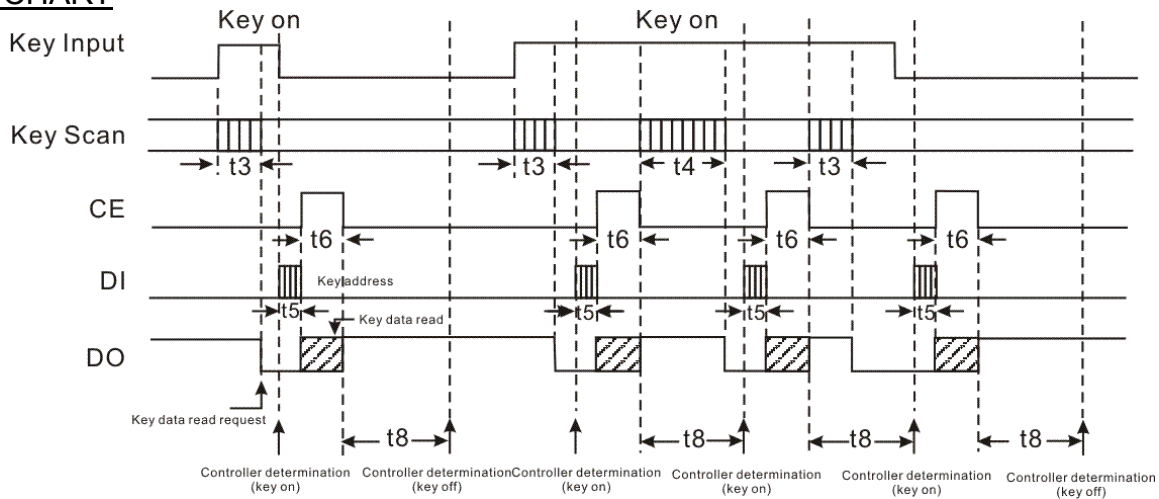 CHART
Key on
Key on
Key Input
Key Scan
t3
t3
t4
t3
CE
t6
t6
t6
t6
DI
Key address
t5
t5
t5
t5
Key data read
DO
Key data read request
t8
t8
t8
t8
Controller determination
(key on)
Controller determination
(key off)
Controller determination
(key on)
Controller determination
(key on)
Controller determination
(key on)
Controller determination
(key off)